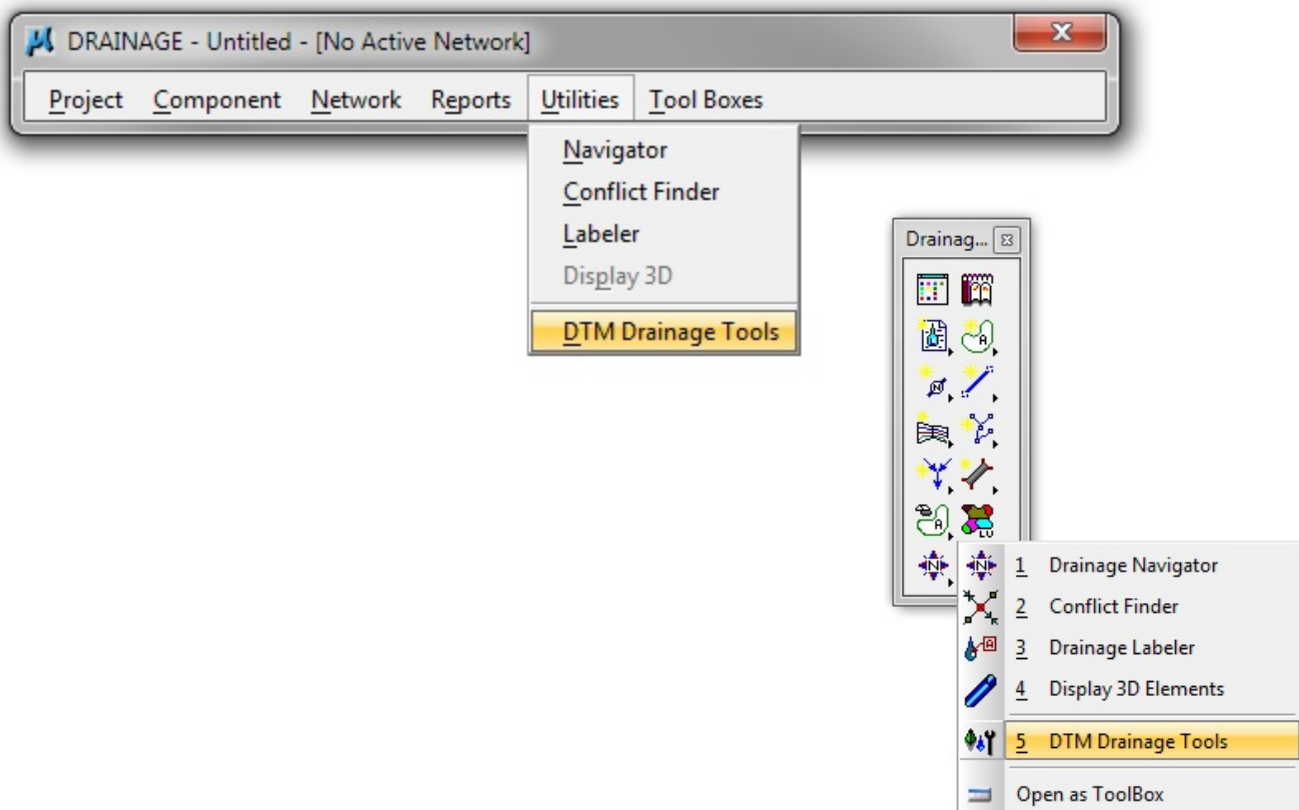 DRAINAGE - Untitled - [No Active Network]
Project Component Network Reports Utilities Tool Boxes
Navigator
Conflict Finder
Labeler
Display 3D
DTM Drainage Tools
Drainag...
1 Drainage Navigator
2 Conflict Finder
3 Drainage Labeler
4 Display 3D Elements
5 DTM Drainage Tools
Open as ToolBox